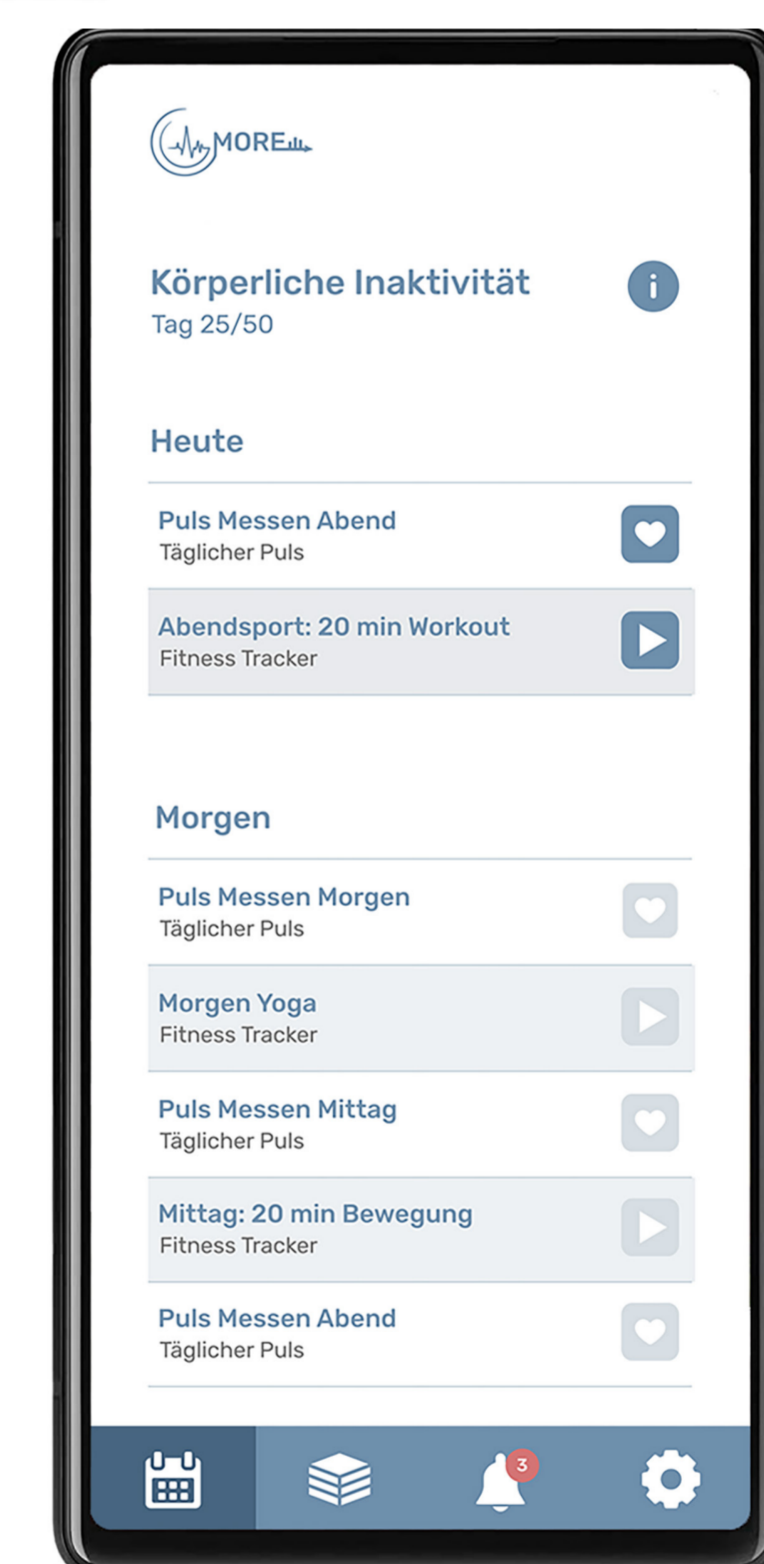 MORE
Körperliche Inaktivität
Tag 25/50
Heute
Puls Messen Abend
Täglicher Puls
Abendsport: 20 min Workout
Fitness Tracker
Morgen
Puls Messen Morgen
Täglicher Puls
Morgen Yoga
Fitness Tracker
Puls Messen Mittag
Täglicher Puls
Mittag: 20 min Bewegung
Fitness Tracker
Puls Messen Abend
Täglicher Puls
3